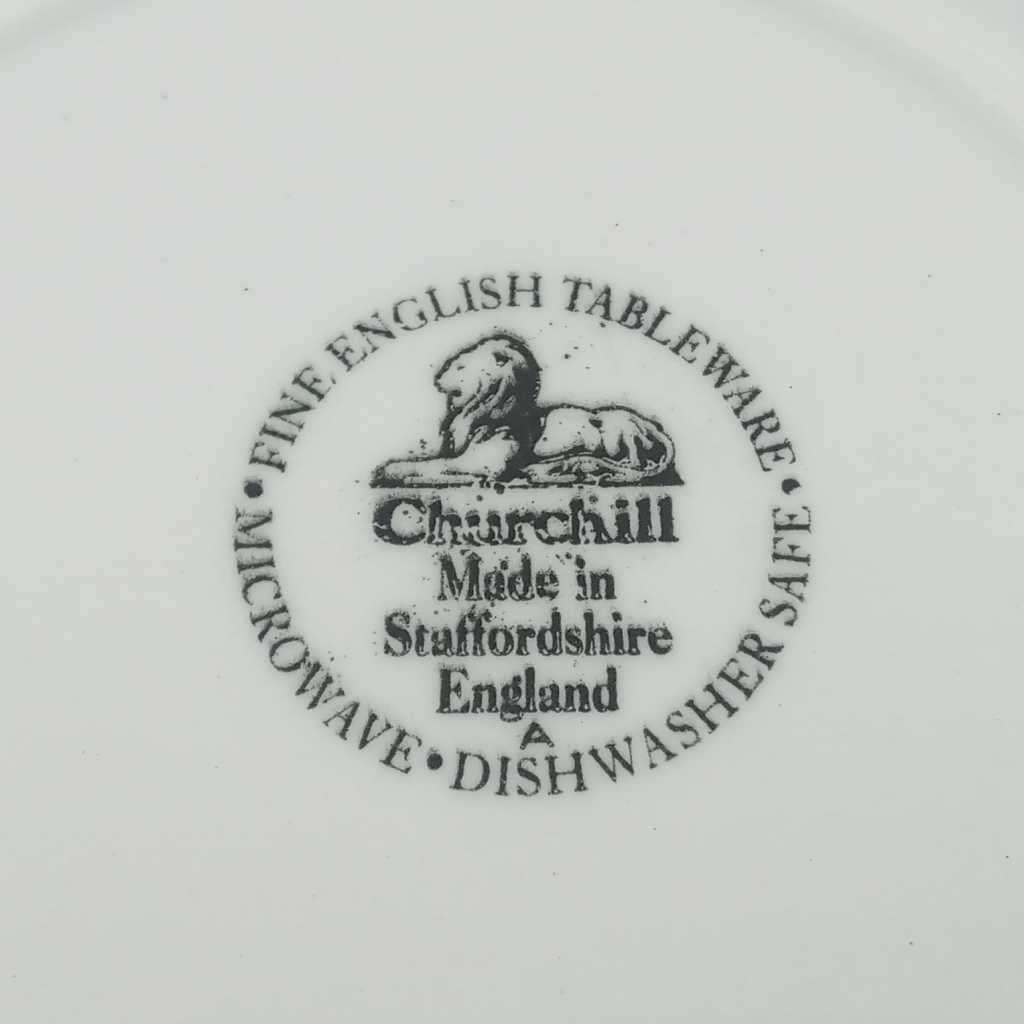 • FINE ENGLISH TABLEWARE •
MICROWAVE • DISHWASHER SAFE
Churchill
Made in
Staffordshire
England
A